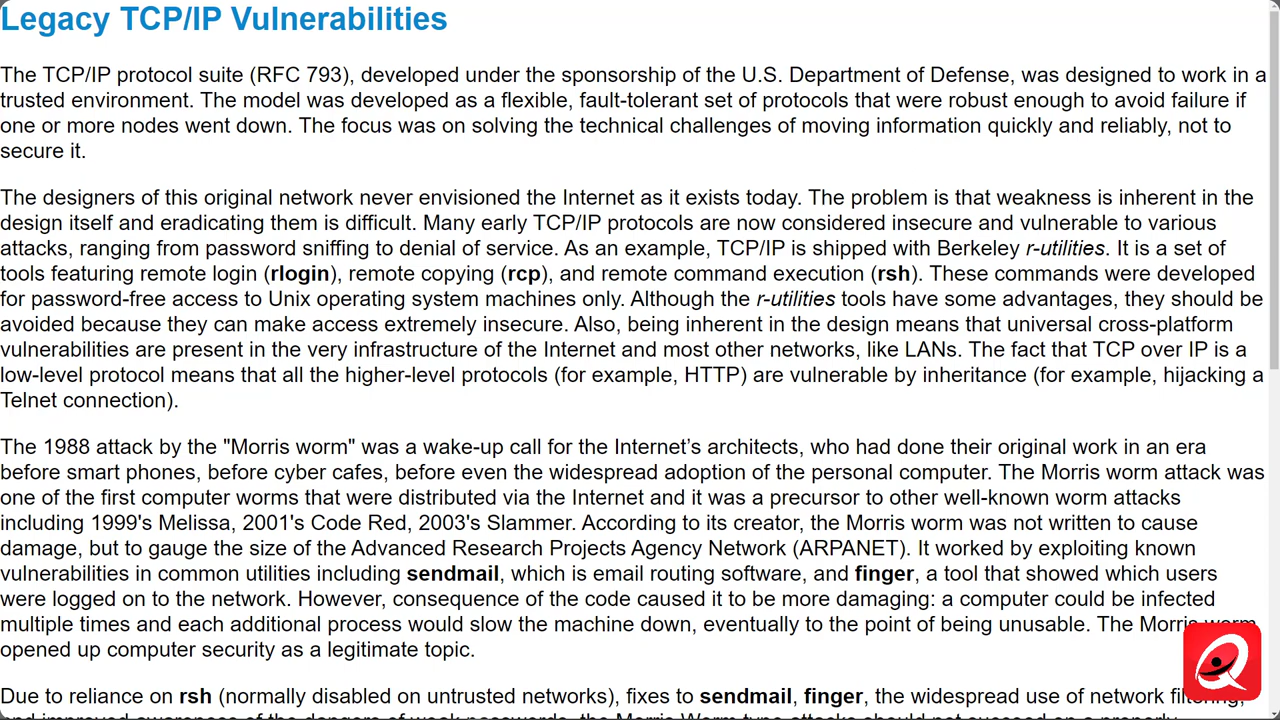 Legacy TCP/IP Vulnerabilities
The TCP/IP protocol suite (RFC 793), developed under the sponsorship of the U.S. Department of Defense, was designed to work in a
trusted environment. The model was developed as a flexible, fault-tolerant set of protocols that were robust enough to avoid failure if
one or more nodes went down. The focus was on solving the technical challenges of moving information quickly and reliably, not to
secure it.
The designers of this original network never envisioned the Internet as it exists today. The problem is that weakness is inherent in the
design itself and eradicating them is difficult. Many early TCP/IP protocols are now considered insecure and vulnerable to various
attacks, ranging from password sniffing to denial of service. As an example, TCP/IP is shipped with Berkeley r-utilities. It is a set of
tools featuring remote login (rlogin), remote copying (rcp), and remote command execution (rsh). These commands were developed
for password-free access to Unix operating system machines only. Although the r-utilities tools have some advantages, they should be
avoided because they can make access extremely insecure. Also, being inherent in the design means that universal cross-platform
vulnerabilities are present in the very infrastructure of the Internet and most other networks, like LANs. The fact that TCP over IP is a
low-level protocol means that all the higher-level protocols (for example, HTTP) are vulnerable by inheritance (for example, hijacking a
Telnet connection).
The 1988 attack by the "Morris worm" was a wake-up call for the Internet’s architects, who had done their original work in an era
before smart phones, before cyber cafes, before even the widespread adoption of the personal computer. The Morris worm attack was
one of the first computer worms that were distributed via the Internet and it was a precursor to other well-known worm attacks
including 1999's Melissa, 2001's Code Red, 2003's Slammer. According to its creator, the Morris worm was not written to cause
damage, but to gauge the size of the Advanced Research Projects Agency Network (ARPANET). It worked by exploiting known
vulnerabilities in common utilities including sendmail, which is email routing software, and finger, a tool that showed which users
were logged on to the network. However, consequence of the code caused it to be more damaging: a computer could be infected
multiple times and each additional process would slow the machine down, eventually to the point of being unusable. The Morris worm
opened up computer security as a legitimate topic.
Due to reliance on rsh (normally disabled on untrusted networks), fixes to sendmail, finger, the widespread use of network filtering,